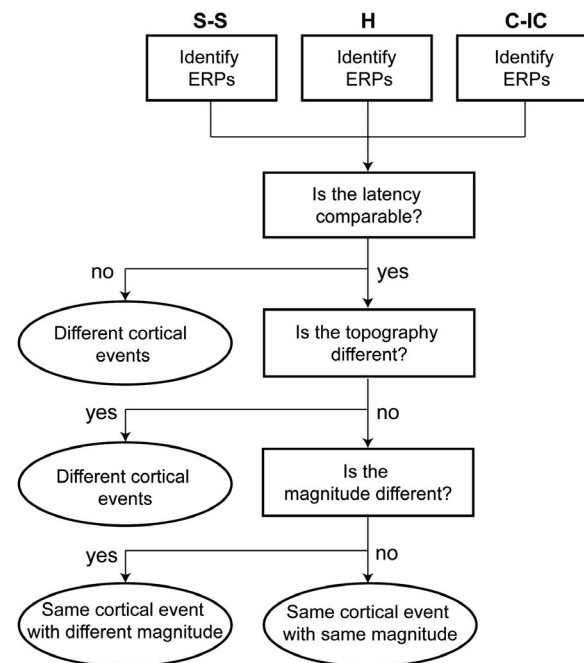 S-S
H
C-IC
Identify
ERPs
Identify
ERPs
Identify
ERPs
Is the latency
comparable?
no
yes
Different cortical
events
Is the topography
different?
yes
no
Different cortical
events
Is the
magnitude different?
yes
no
Same cortical event
with different magnitude
Same cortical event
with same magnitude